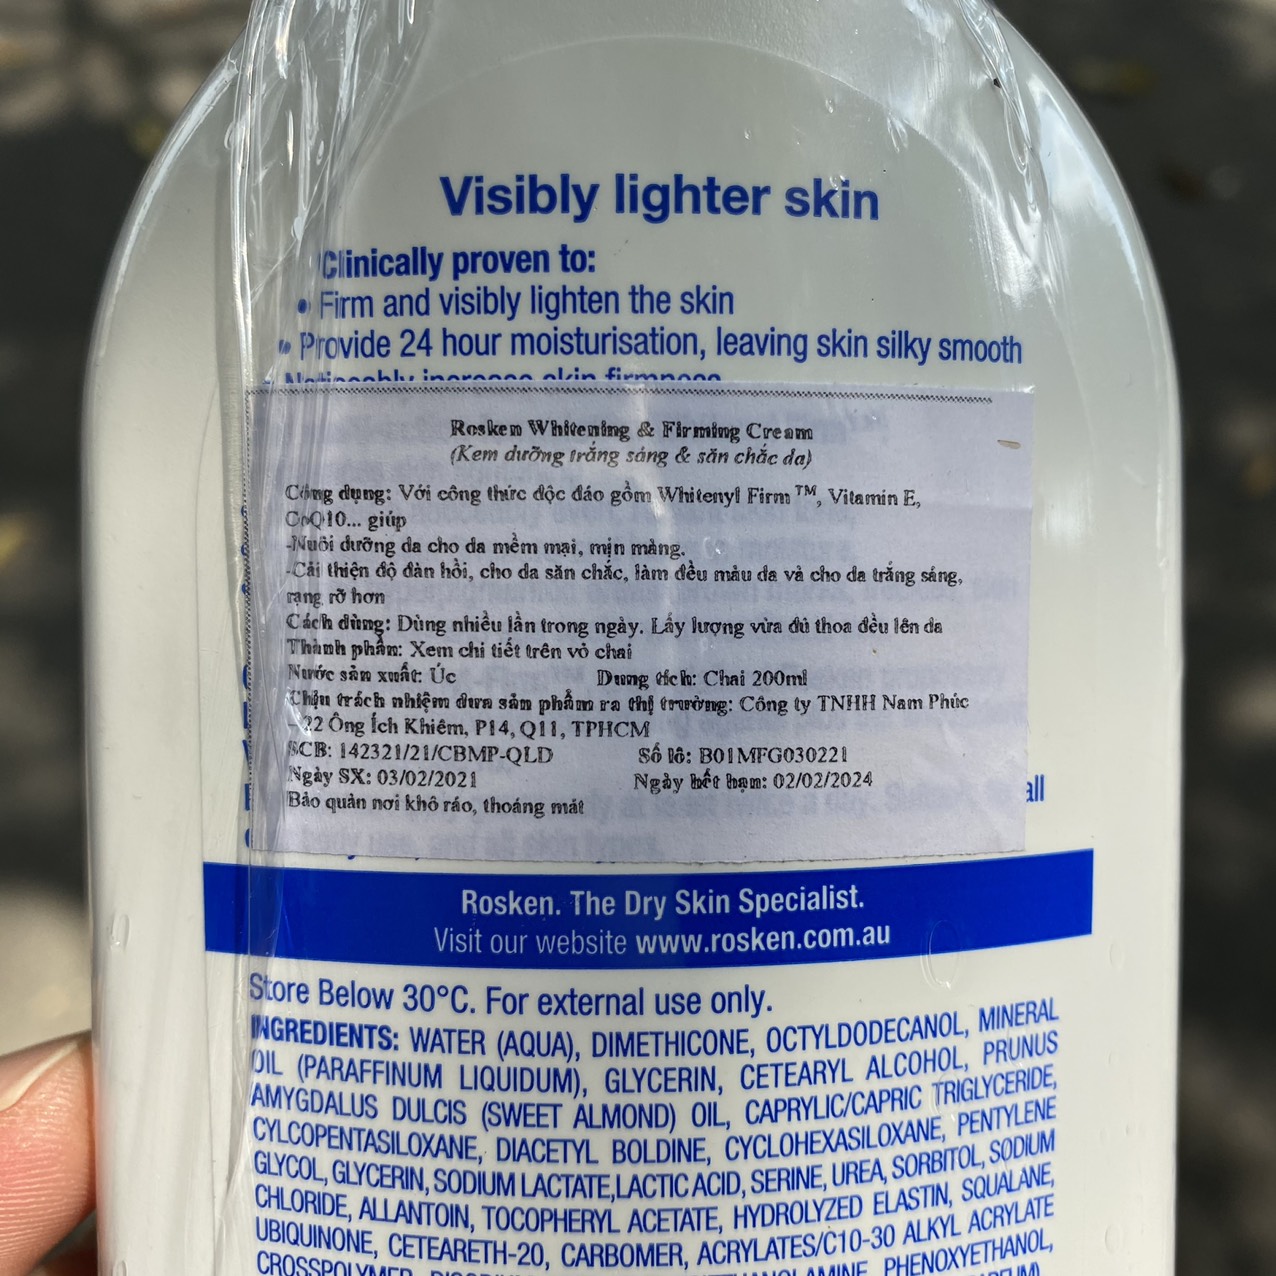 Visibly lighter skin
Clinically proven to:
• Firm and visibly lighten the skin
• Provide 24 hour moisturisation, leaving skin silky smooth
Noticeably increase skin firmness
Rosken Whitening & Firming Cream
(Kem dưỡng trắng sáng & săn chắc da)
Công dụng: Với công thức độc đáo gồm Whitenyl Firm™, Vitamin E,
CoQ10... giúp
-Nuôi dưỡng da cho da mềm mại, mịn màng.
-Cải thiện độ đàn hồi, cho da săn chắc, làm đều màu da và cho da trắng sáng,
rạng rỡ hơn
Cách dùng: Dùng nhiều lần trong ngày. Lấy lượng vừa đủ thoa đều lên da
Thành phần: Xem chi tiết trên vỏ chai
Nước sản xuất: Úc Dung tích: Chai 200ml
Chịu trách nhiệm đưa sản phẩm ra thị trường: Công ty TNHH Nam Phúc
- 22 Ông Ích Khiêm, P14, Q11, TPHCM
SCB: 142321/21/CBMP-QLD Số lô: B01MFG030221
Ngày SX: 03/02/2021 Ngày hết hạn: 02/02/2024
Bảo quản nơi khô ráo, thoáng mát
all
Rosken. The Dry Skin Specialist.
Visit our website www.rosken.com.au
Store Below 30°C. For external use only.
INGREDIENTS: WATER (AQUA), DIMETHICONE, OCTYLDODECANOL, MINERAL
OIL (PARAFFINUM LIQUIDUM), GLYCERIN, CETEARYL ALCOHOL, PRUNUS
AMYGDALUS DULCIS (SWEET ALMOND) OIL, CAPRYLIC/CAPRIC TRIGLYCERIDE,
CYLCOPENTASILOXANE, DIACETYL BOLDINE, CYCLOHEXASILOXANE, PENTYLENE
GLYCOL, GLYCERIN, SODIUM LACTATE, LACTIC ACID, SERINE, UREA, SORBITOL, SODIUM
CHLORIDE, ALLANTOIN, TOCOPHERYL ACETATE, HYDROLYZED ELASTIN, SQUALANE,
UBIQUINONE, CETEARETH-20, CARBOMER, ACRYLATES/C10-30 ALKYL ACRYLATE
CROSSPOLYMER, PHENOXYETHANOL,